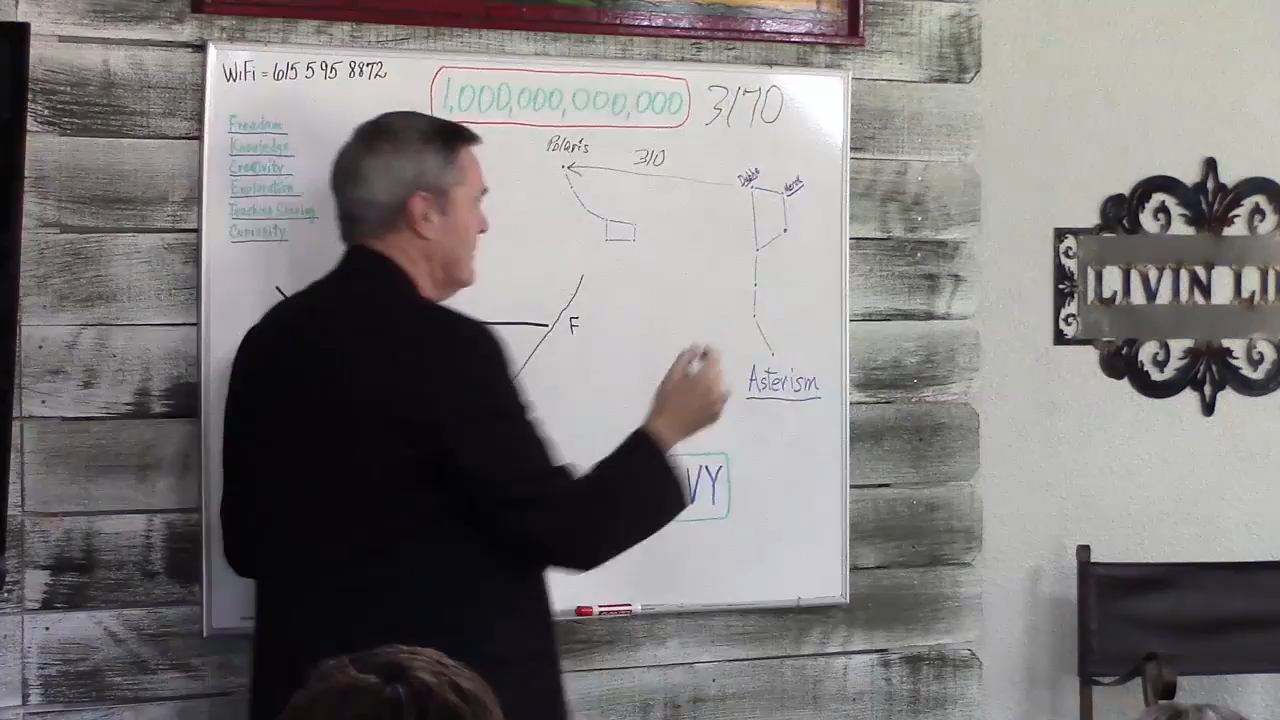 WiFi = 615 595 8872
1,000,000,000,000
3170
Freedom
Knowledge
Creativity
Exploration
Teaching Sharing
Curiosity
Polaris
310
Dubhe
Merak
F
Asterism
VY
LIVIN LI